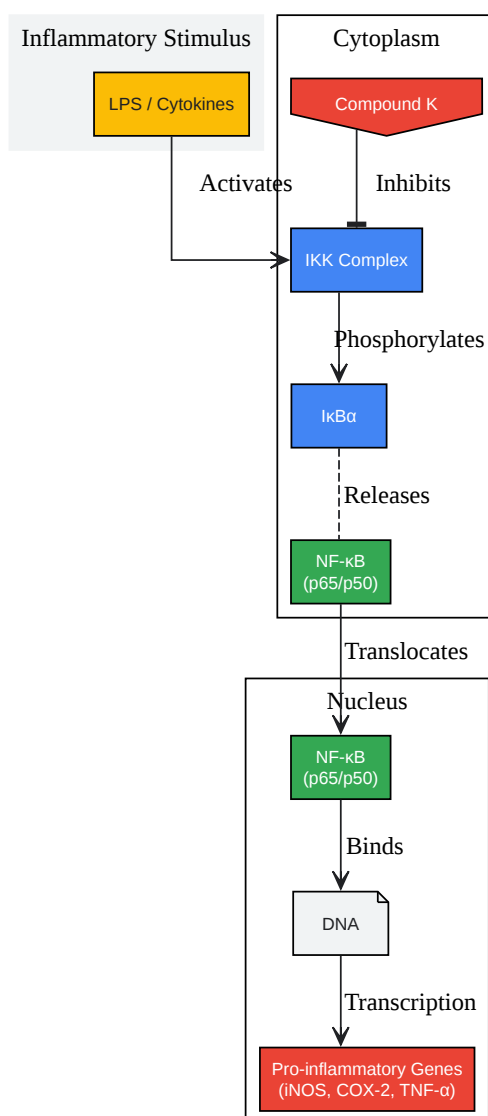 Inflammatory Stimulus
Cytoplasm
LPS / Cytokines
Compound K
Activates
Inhibits
IKK Complex
Phosphorylates
IκBα
Releases
NF-κB
(p65/p50)
Translocates
Nucleus
NF-κB
(p65/p50)
Binds
DNA
Transcription
Pro-inflammatory Genes
(iNOS, COX-2, TNF-α)